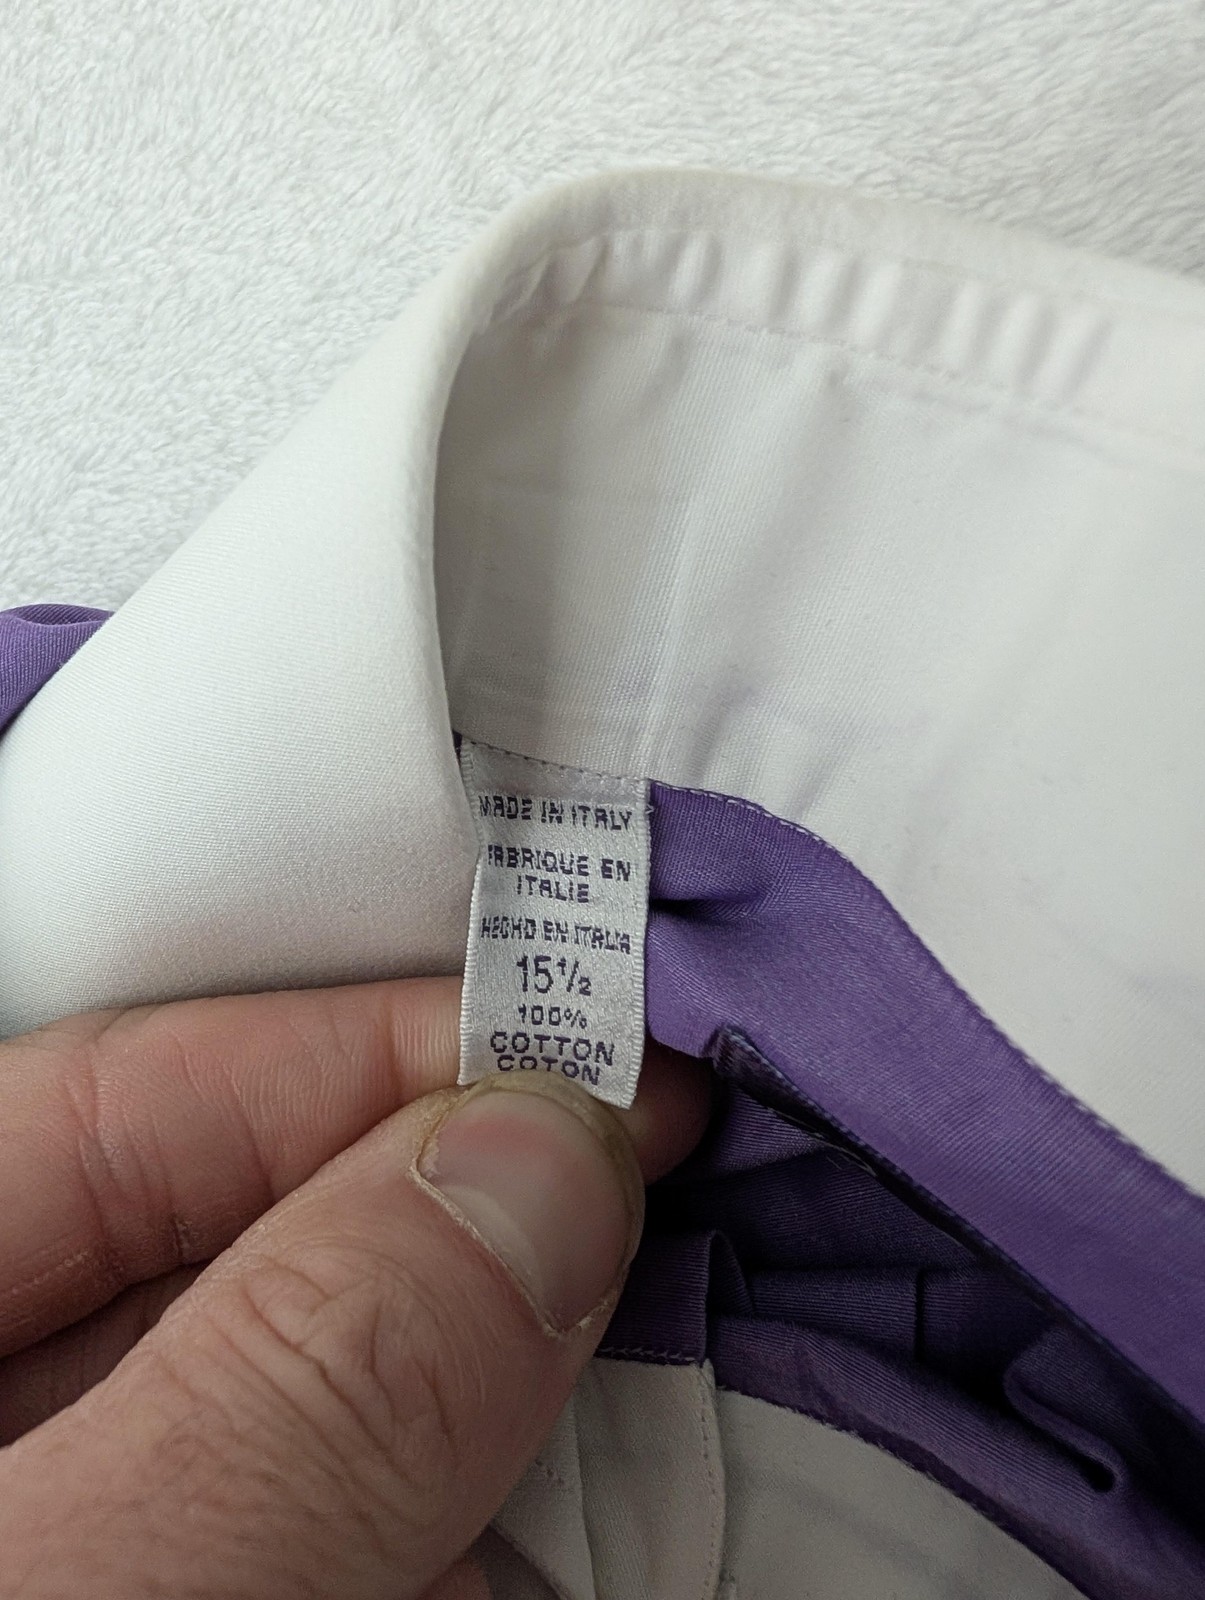 MADE IN ITALY
FABRIQUE EN
ITALIE
HECHO EN ITALIA
15 1/2
100%
COTTON
COTON